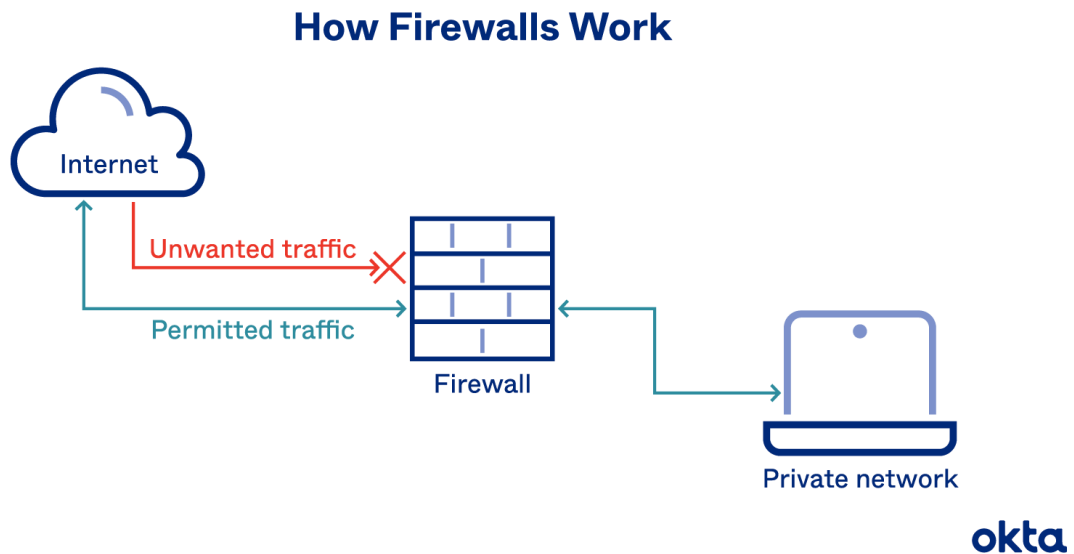 How Firewalls Work
Internet
Unwanted traffic
Permitted traffic
Firewall
Private network
okta